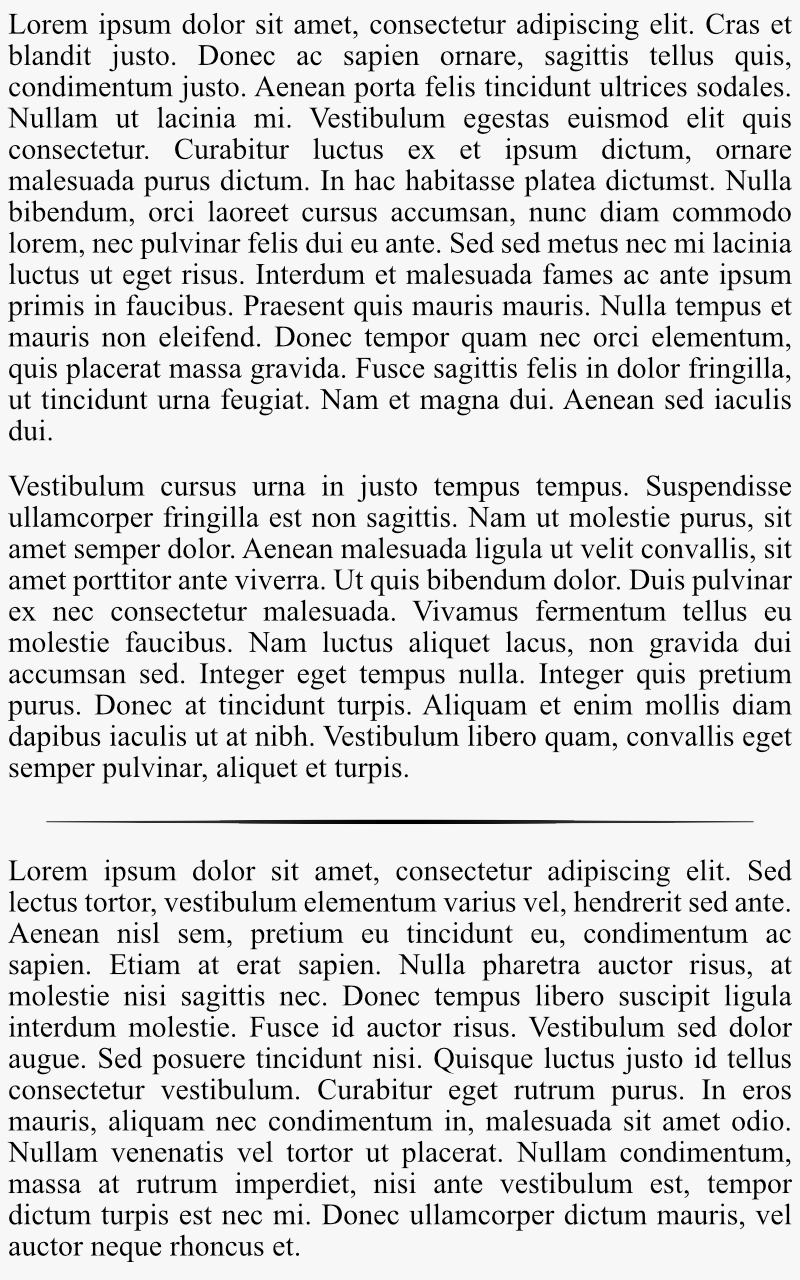 Lorem ipsum dolor sit amet, consectetur adipiscing elit. Cras et
blandit justo. Donec ac sapien ornare, sagittis tellus quis,
condimentum justo. Aenean porta felis tincidunt ultrices sodales.
Nullam ut lacinia mi. Vestibulum egestas euismod elit quis
consectetur. Curabitur luctus ex et ipsum dictum, ornare
malesuada purus dictum. In hac habitasse platea dictumst. Nulla
bibendum, orci laoreet cursus accumsan, nunc diam commodo
lorem, nec pulvinar felis dui eu ante. Sed sed metus nec mi lacinia
luctus ut eget risus. Interdum et malesuada fames ac ante ipsum
primis in faucibus. Praesent quis mauris mauris. Nulla tempus et
mauris non eleifend. Donec tempor quam nec orci elementum,
quis placerat massa gravida. Fusce sagittis felis in dolor fringilla,
ut tincidunt urna feugiat. Nam et magna dui. Aenean sed iaculis
dui.
Vestibulum cursus urna in justo tempus tempus. Suspendisse
ullamcorper fringilla est non sagittis. Nam ut molestie purus, sit
amet semper dolor. Aenean malesuada ligula ut velit convallis, sit
amet porttitor ante viverra. Ut quis bibendum dolor. Duis pulvinar
ex nec consectetur malesuada. Vivamus fermentum tellus eu
molestie faucibus. Nam luctus aliquet lacus, non gravida dui
accumsan sed. Integer eget tempus nulla. Integer quis pretium
purus. Donec at tincidunt turpis. Aliquam et enim mollis diam
dapibus iaculis ut at nibh. Vestibulum libero quam, convallis eget
semper pulvinar, aliquet et turpis.
Lorem ipsum dolor sit amet, consectetur adipiscing elit. Sed
lectus tortor, vestibulum elementum varius vel, hendrerit sed ante.
Aenean nisl sem, pretium eu tincidunt eu, condimentum ac
sapien. Etiam at erat sapien. Nulla pharetra auctor risus, at
molestie nisi sagittis nec. Donec tempus libero suscipit ligula
interdum molestie. Fusce id auctor risus. Vestibulum sed dolor
augue. Sed posuere tincidunt nisi. Quisque luctus justo id tellus
consectetur vestibulum. Curabitur eget rutrum purus. In eros
mauris, aliquam nec condimentum in, malesuada sit amet odio.
Nullam venenatis vel tortor ut placerat. Nullam condimentum,
massa at rutrum imperdiet, nisi ante vestibulum est, tempor
dictum turpis est nec mi. Donec ullamcorper dictum mauris, vel
auctor neque rhoncus et.